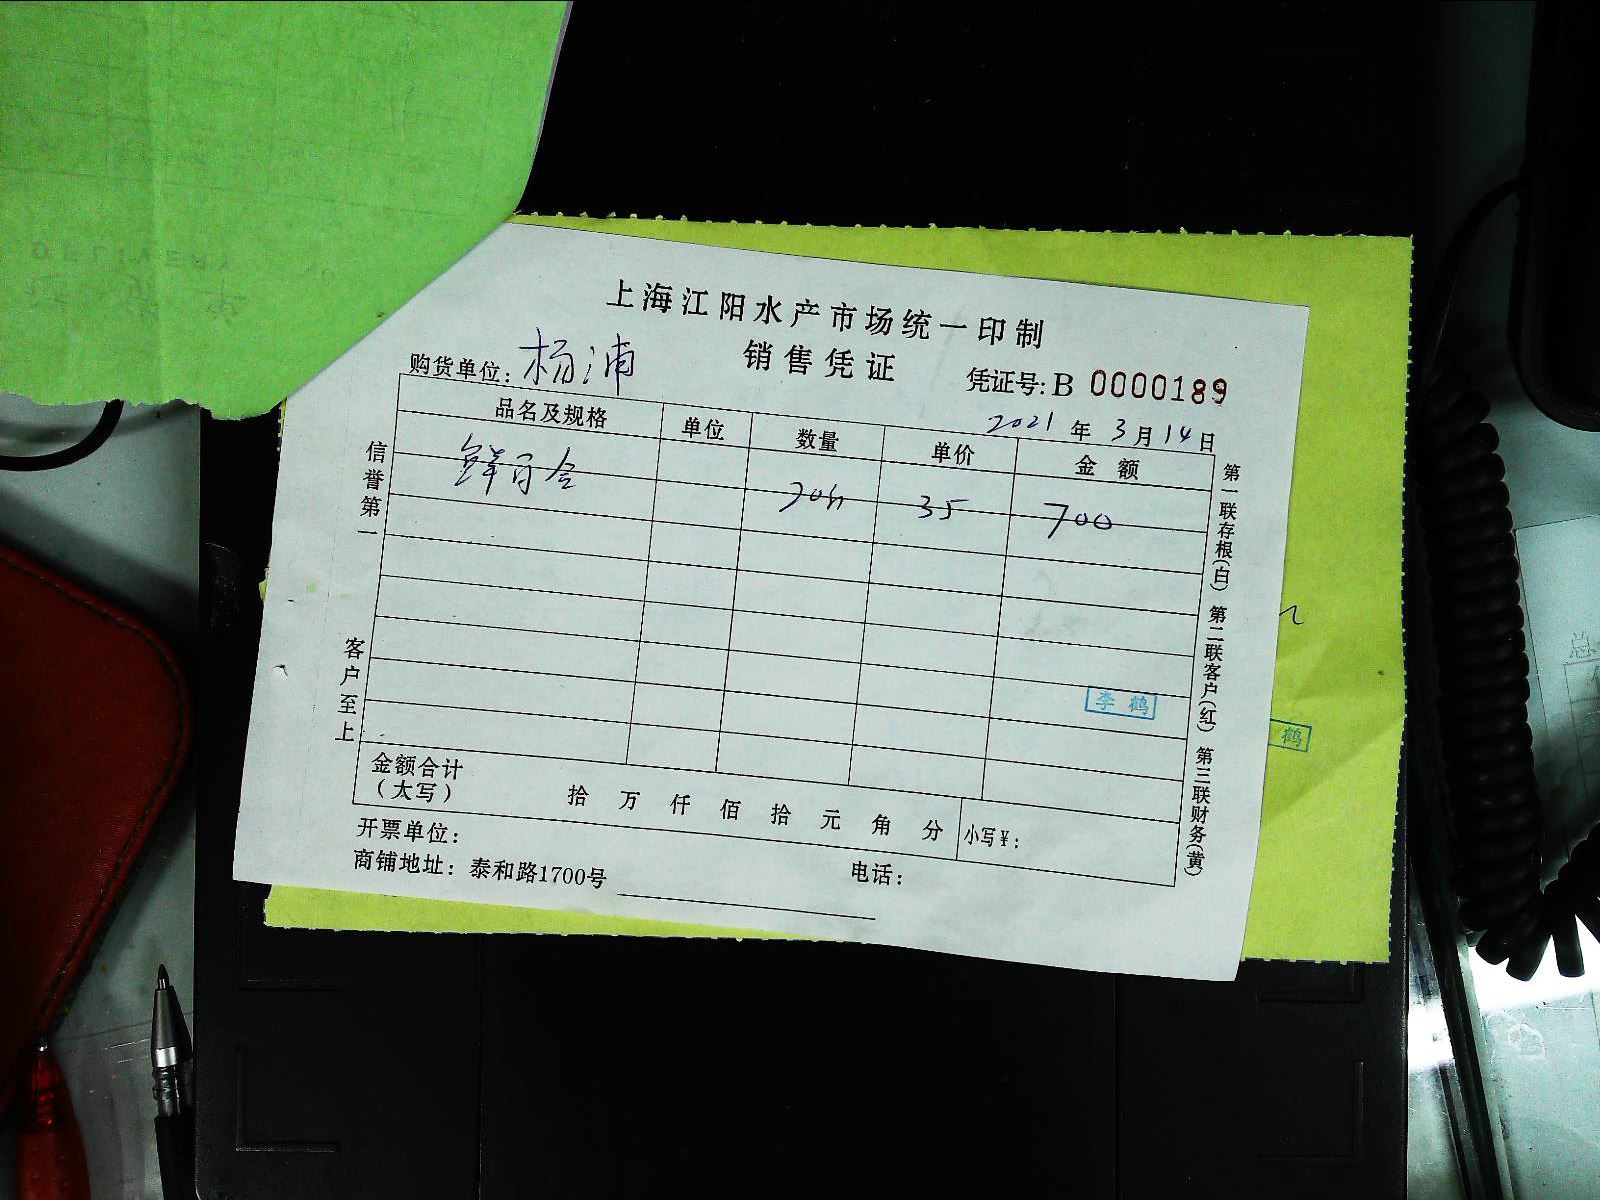 上海江阳水产市场统一印制
销售凭证
购货单位: 杨浦
凭证号: B 0000189
2021 年 3 月 14 日
品名及规格 单位 数量 单价 金额
鲜百合 20h 35 700
信誉第一
客户至上
李鹤
鹤
第一联存根(白) 第二联客户(红) 第三联财务(黄)
金额合计
(大写) 拾 万 仟 佰 拾 元 角 分 小写¥:
开票单位:
商铺地址: 泰和路1700号 电话: